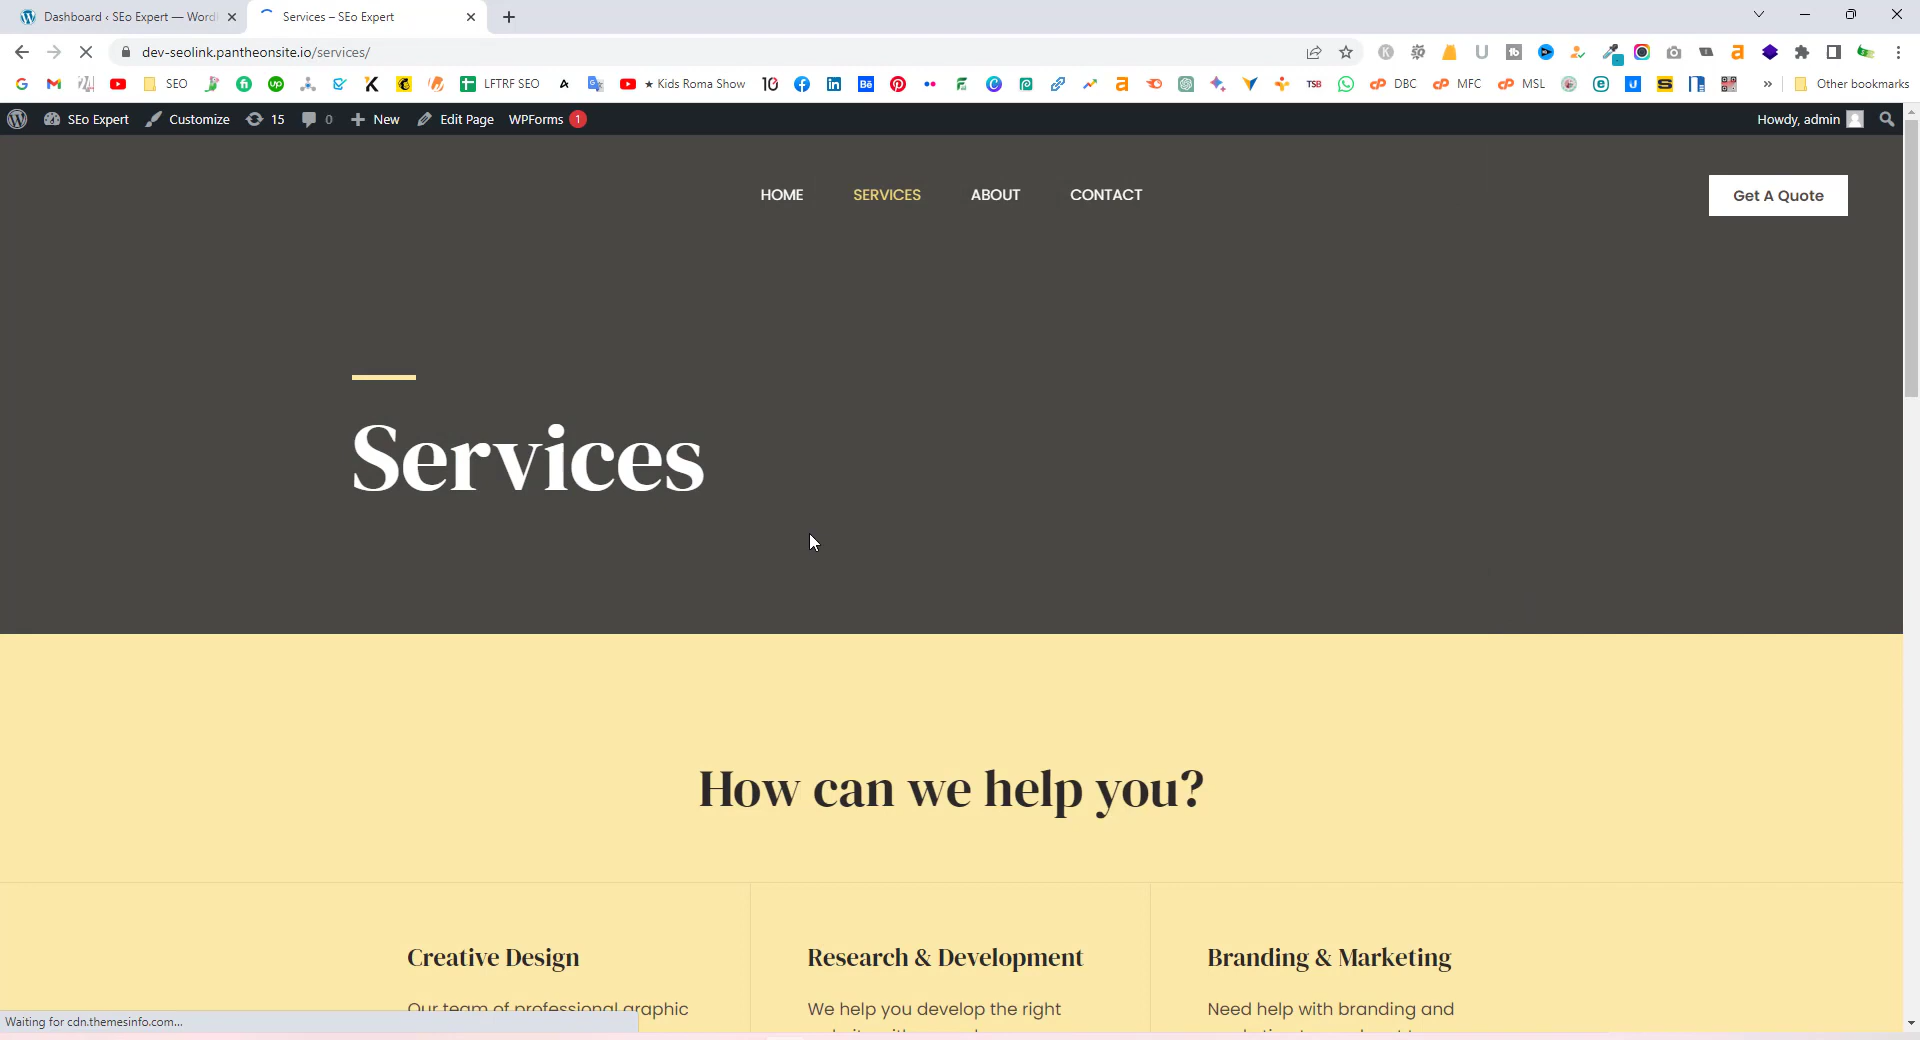 Dashboard ‹ SEo Expert — Word
Services – SEo Expert
dev-seolink.pantheonsite.io/services/
SEO
LFTRF SEO
★ Kids Roma Show
DBC
MFC
MSL
Other bookmarks
SEo Expert
Customize
15
0
New
Edit Page
WPForms 1
Howdy, admin
HOME
SERVICES
ABOUT
CONTACT
Get A Quote
Services
How can we help you?
Creative Design
Research & Development
Branding & Marketing
Our team of professional graphic
We help you develop the right
Need help with branding and
Waiting for cdn.themesinfo.com...